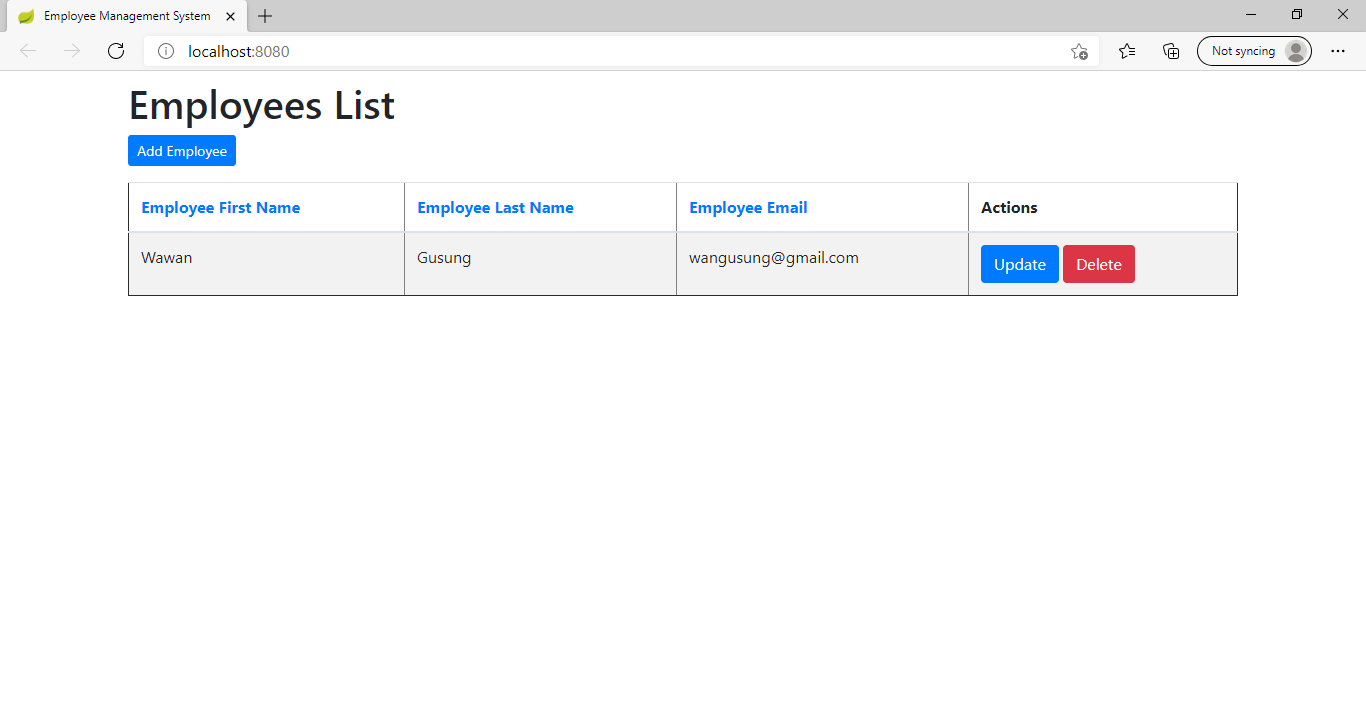 Employee Management System
localhost:8080
Not syncing
Employees List
Add Employee
Employee First Name Employee Last Name Employee Email Actions
Wawan Gusung wangusung@gmail.com Update Delete